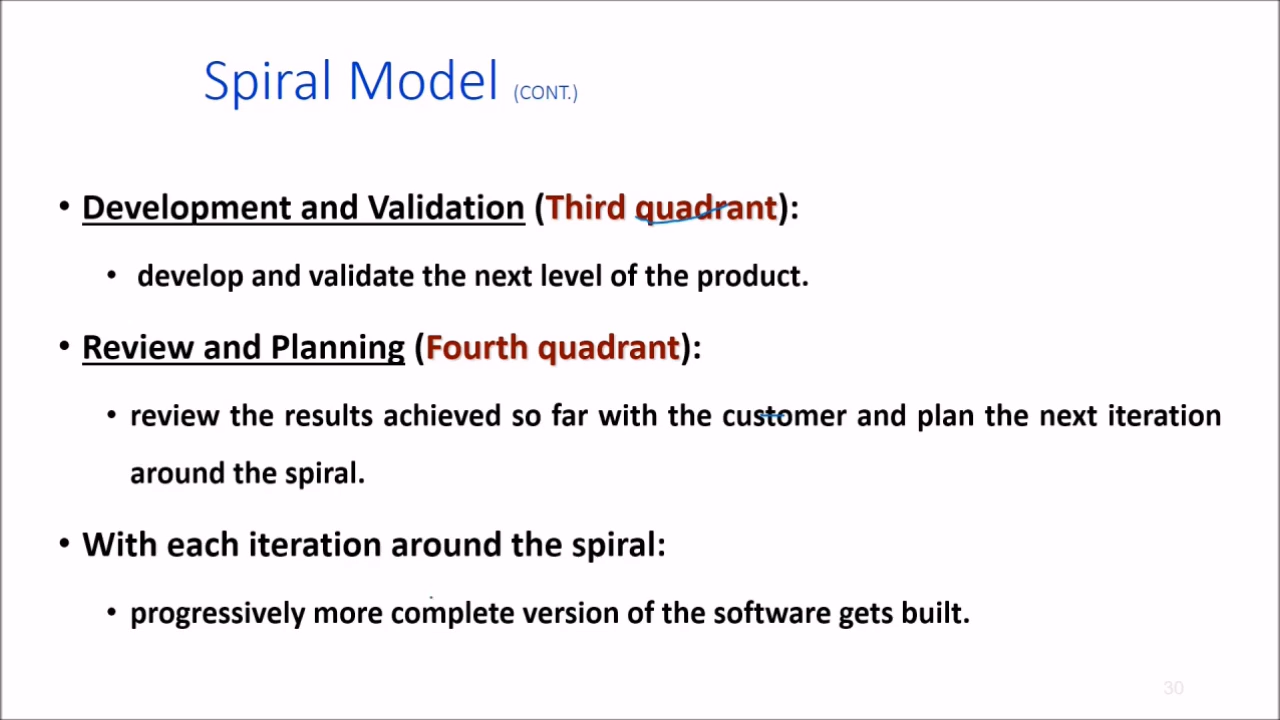 Spiral Model (CONT.)
• Development and Validation (Third quadrant):
• develop and validate the next level of the product.
• Review and Planning (Fourth quadrant):
• review the results achieved so far with the customer and plan the next iteration
around the spiral.
• With each iteration around the spiral:
• progressively more complete version of the software gets built.
30